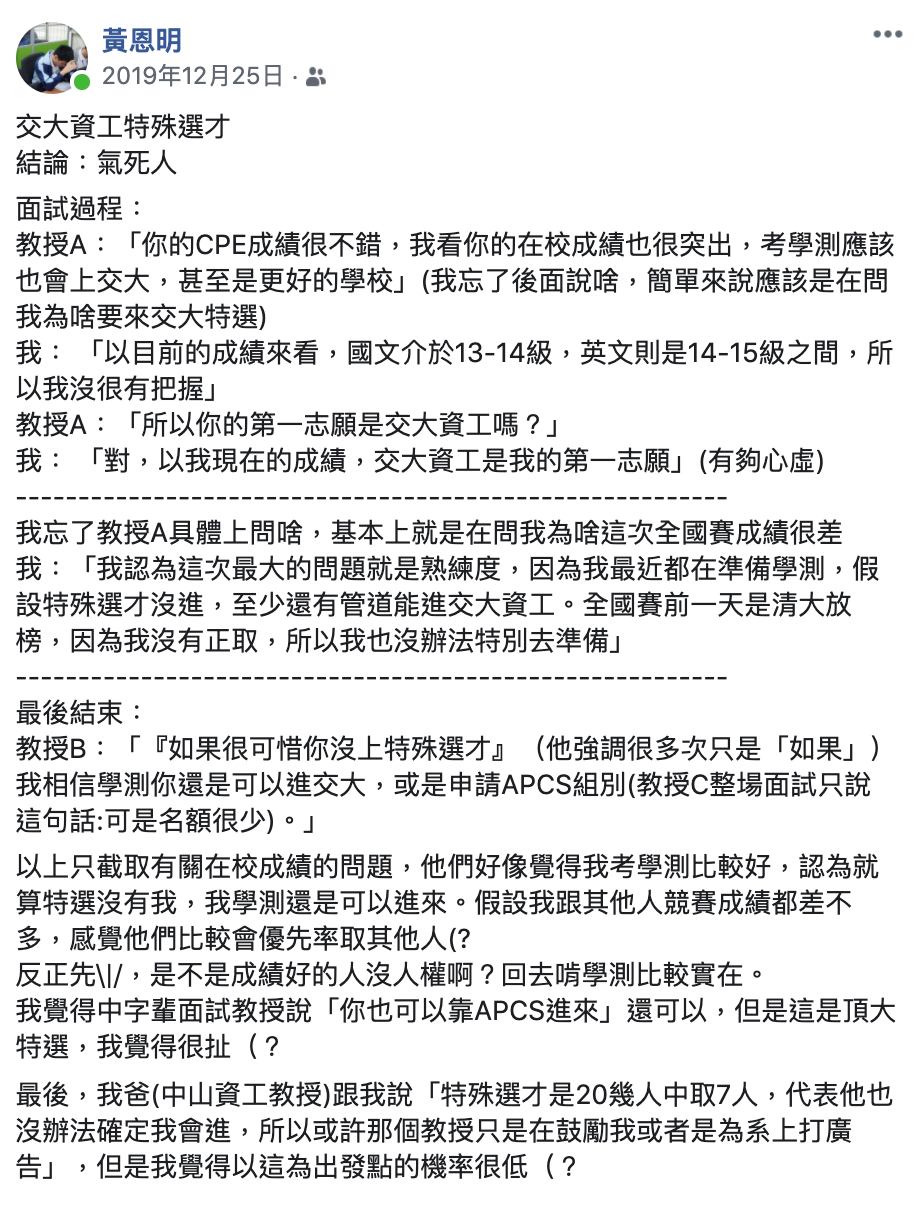 黃恩明
2019年12月25日 ·
交大資工特殊選才
結論：氣死人
面試過程：
教授A：「你的CPE成績很不錯，我看你的在校成績也很突出，考學測應該
也會上交大，甚至是更好的學校」(我忘了後面說啥，簡單來說應該是在問
我為啥要來交大特選)
我： 「以目前的成績來看，國文介於13-14級，英文則是14-15級之間，所
以我沒很有把握」
教授A：「所以你的第一志願是交大資工嗎？」
我： 「對，以我現在的成績，交大資工是我的第一志願」(有夠心虛)
---------------------------------------------------------
我忘了教授A具體上問啥，基本上就是在問我為啥這次全國賽成績很差
我：「我認為這次最大的問題就是熟練度，因為我最近都在準備學測，假
設特殊選才沒進，至少還有管道能進交大資工。全國賽前一天是清大放
榜，因為我沒有正取，所以我也沒辦法特別去準備」
---------------------------------------------------------
最後結束：
教授B：「『如果很可惜你沒上特殊選才』（他強調很多次只是「如果」）
我相信學測你還是可以進交大，或是申請APCS組別(教授C整場面試只說
這句話:可是名額很少)。」
以上只截取有關在校成績的問題，他們好像覺得我考學測比較好，認為就
算特選沒有我，我學測還是可以進來。假設我跟其他人競賽成績都差不
多，感覺他們比較會優先率取其他人(?
反正先\|/，是不是成績好的人沒人權啊？回去啃學測比較實在。
我覺得中字輩面試教授說「你也可以靠APCS進來」還可以，但是這是頂大
特選，我覺得很扯（？
最後，我爸(中山資工教授)跟我說「特殊選才是20幾人中取7人，代表他也
沒辦法確定我會進，所以或許那個教授只是在鼓勵我或者是為系上打廣
告」，但是我覺得以這為出發點的機率很低（？